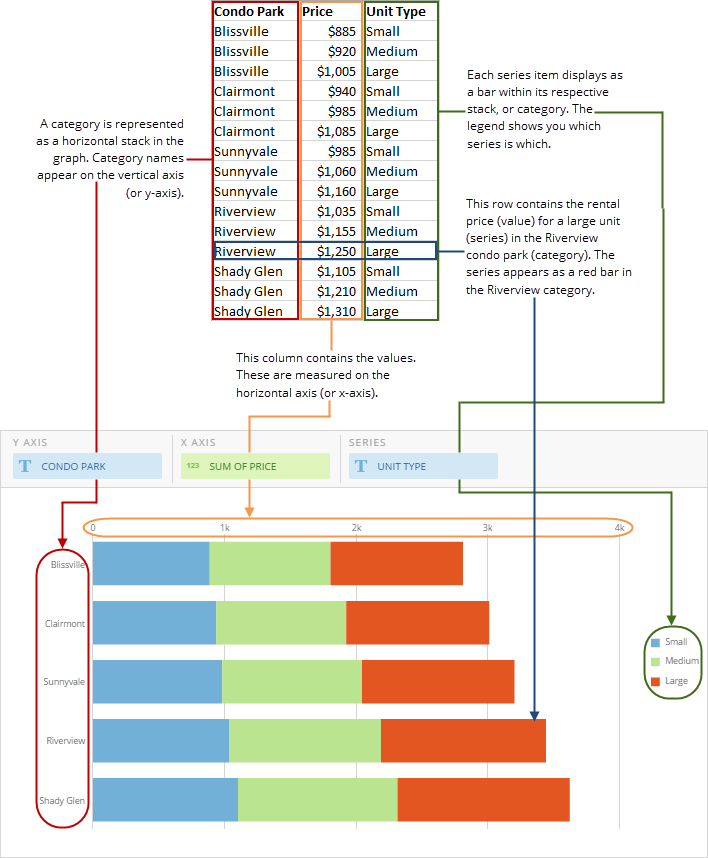 Condo Park Price Unit Type
Blissville $885 Small
Blissville $920 Medium
Blissville $1,005 Large
Clairmont $940 Small
Clairmont $985 Medium
Clairmont $1,085 Large
Sunnyvale $985 Small
Sunnyvale $1,060 Medium
Sunnyvale $1,160 Large
Riverview $1,035 Small
Riverview $1,155 Medium
Riverview $1,250 Large
Shady Glen $1,105 Small
Shady Glen $1,210 Medium
Shady Glen $1,310 Large
A category is represented
as a horizontal stack in the
graph. Category names
appear on the vertical axis
(or y-axis).
Each series item displays as
a bar within its respective
stack, or category. The
legend shows you which
series is which.
This row contains the rental
price (value) for a large unit
(series) in the Riverview
condo park (category). The
series appears as a red bar in
the Riverview category.
This column contains the values.
These are measured on the
horizontal axis (or x-axis).
Y AXIS X AXIS SERIES
T CONDO PARK 123 SUM OF PRICE T UNIT TYPE
0 1k 2k 3k 4k
Blissville
Clairmont
Sunnyvale
Riverview
Shady Glen
Small
Medium
Large